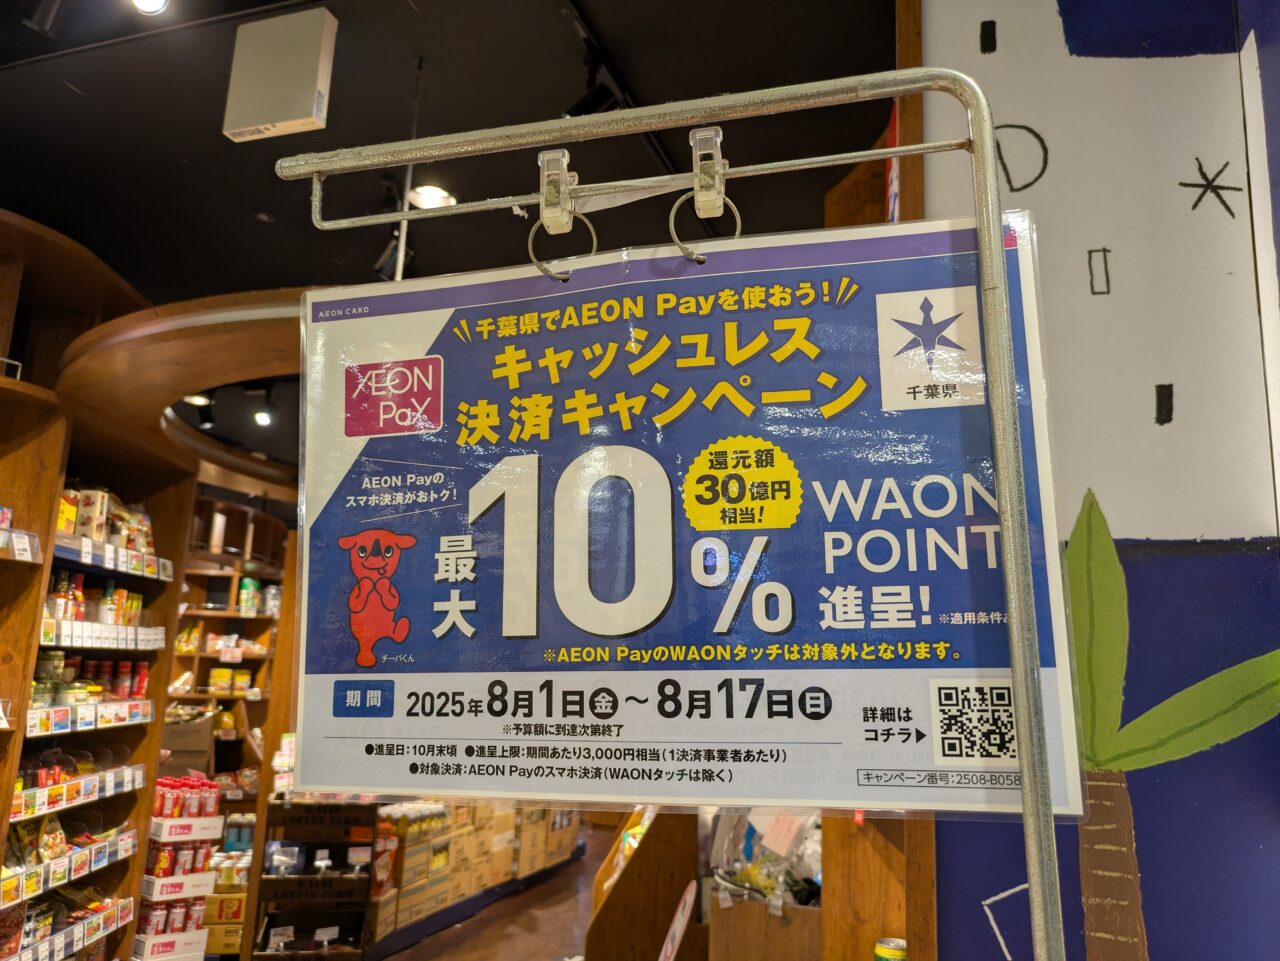 AEON CARD
千葉県でAEON Payを使おう!
キャッシュレス
決済キャンペーン
AEON
Pay
千葉県
AEON Payの
スマホ決済がおトク!
還元額
30億円
相当!
最大
10%
WAON
POINT
進呈!
※適用条件あ
チーバくん
※AEON PayのWAONタッチは対象外となります。
期間
2025年8月1日金~8月17日日
※予算額に到達次第終了
詳細は
コチラ▶
●進呈日:10月末頃 ●進呈上限:期間あたり3,000円相当(1決済事業者あたり)
●対象決済:AEON Payのスマホ決済(WAONタッチは除く)
キャンペーン番号:2508-B058